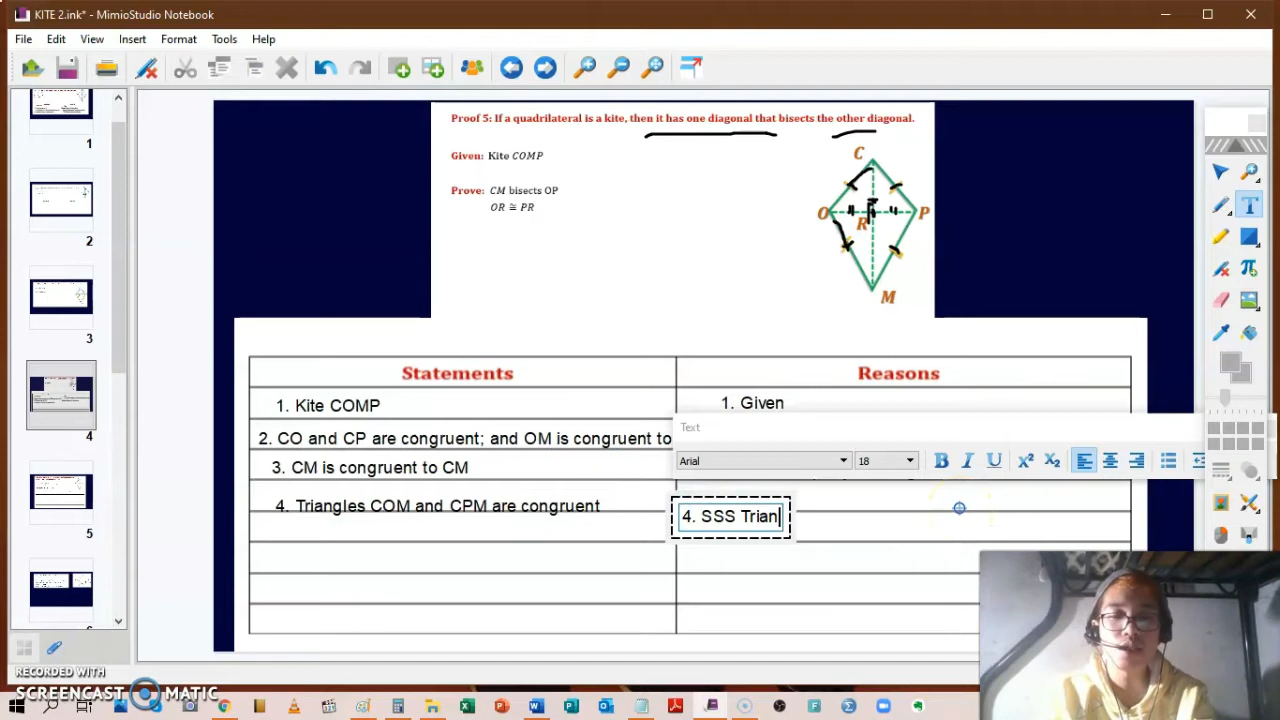 KITE 2.ink* - MimioStudio Notebook
File Edit View Insert Format Tools Help
Proof 5: If a quadrilateral is a kite, then it has one diagonal that bisects the other diagonal.
Given: Kite COMP
Prove: CM bisects OP
OR ≅ PR
C
O
P
R
M
1
2
3
4
5
Statements
Reasons
1. Kite COMP
1. Given
2. CO and CP are congruent; and OM is congruent to
3. CM is congruent to CM
4. Triangles COM and CPM are congruent
4. SSS Trian
Text
Arial
18
B I U X² X₂
RECORDED WITH
SCREENCAST MATIC